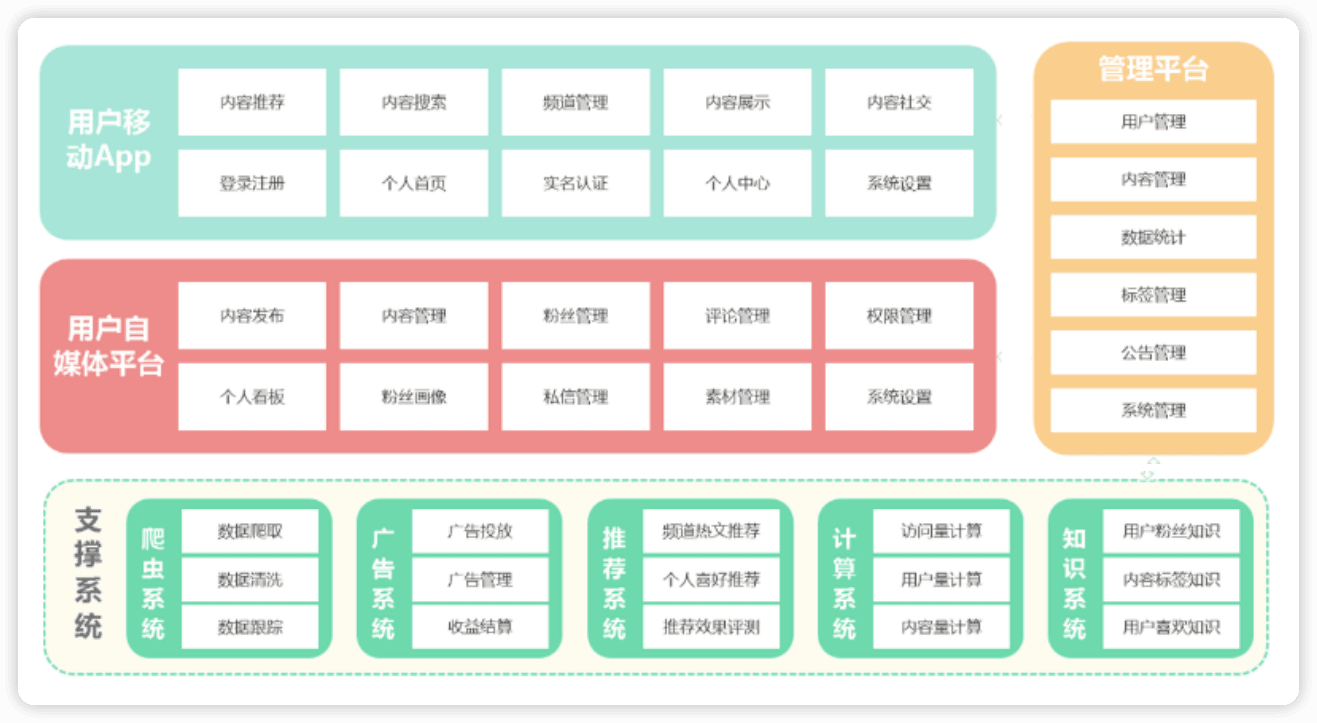 用户移
动App
内容推荐
内容搜索
频道管理
内容展示
内容社交
登录注册
个人首页
实名认证
个人中心
系统设置
用户自
媒体平台
内容发布
内容管理
粉丝管理
评论管理
权限管理
个人看板
粉丝画像
私信管理
素材管理
系统设置
管理平台
用户管理
内容管理
数据统计
标签管理
公告管理
系统管理
支撑系统
爬虫系统
数据爬取
数据清洗
数据跟踪
广告系统
广告投放
广告管理
收益结算
推荐系统
频道热文推荐
个人喜好推荐
推荐效果评测
计算系统
访问量计算
用户量计算
内容量计算
知识系统
用户粉丝知识
内容标签知识
用户喜欢知识